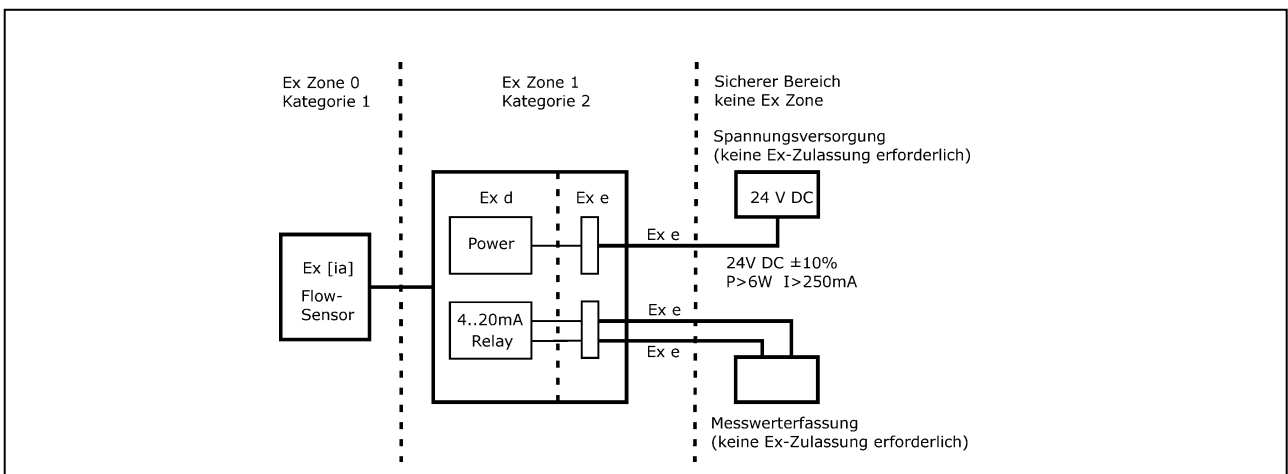 Ex Zone 0
Kategorie 1
Ex Zone 1
Kategorie 2
Sicherer Bereich
keine Ex Zone
Spannungsversorgung
(keine Ex-Zulassung erforderlich)
Ex d
Ex e
24 V DC
Power
Ex e
24V DC ±10%
P>6W I>250mA
Ex [ia]
Flow-
Sensor
4..20mA
Relay
Ex e
Ex e
Messwerterfassung
(keine Ex-Zulassung erforderlich)